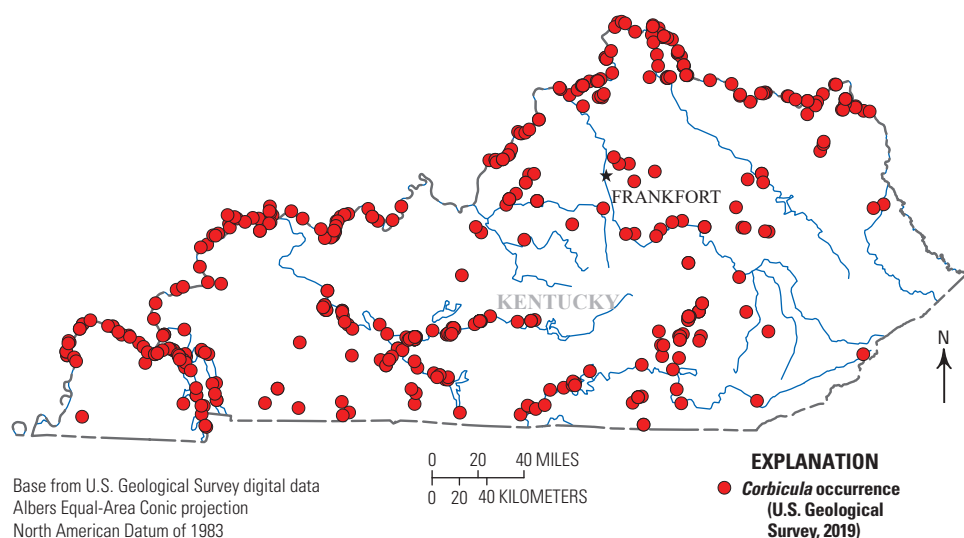 FRANKFORT
KENTUCKY
N
0 20 40 MILES
0 20 40 KILOMETERS
Base from U.S. Geological Survey digital data
Albers Equal-Area Conic projection
North American Datum of 1983
EXPLANATION
Corbicula occurrence
(U.S. Geological
Survey, 2019)